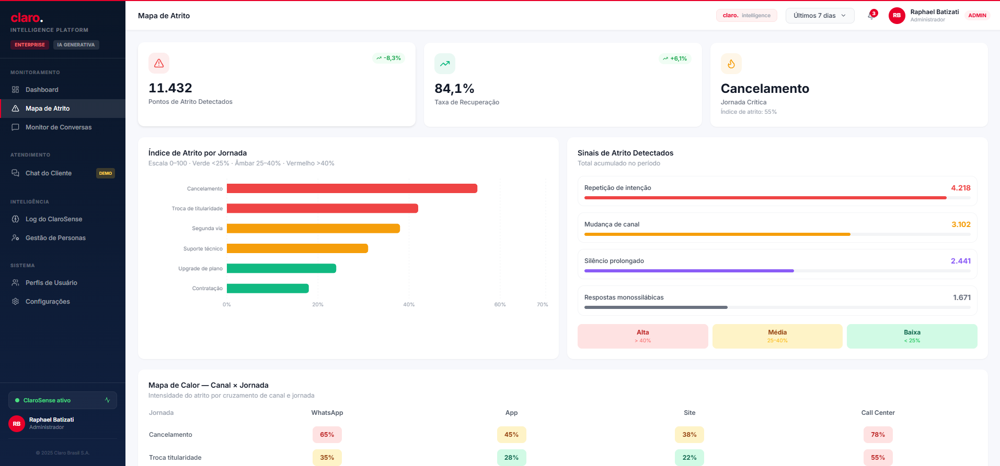 claro.
INTELLIGENCE PLATFORM
ENTERPRISE IA GENERATIVA
MONITORAMENTO
Dashboard
Mapa de Atrito
Monitor de Conversas
ATENDIMENTO
Chat do Cliente DEMO
INTELIGÊNCIA
Log do ClaroSense
Gestão de Personas
SISTEMA
Perfis de Usuário
Configurações
ClaroSense ativo
RB Raphael Batizati
Administrador
© 2025 Claro Brasil S.A.
Mapa de Atrito
claro. intelligence
Últimos 7 dias
3
RB Raphael Batizati
Administrador
ADMIN
-8,3%
11.432
Pontos de Atrito Detectados
+6,1%
84,1%
Taxa de Recuperação
Cancelamento
Jornada Crítica
Índice de atrito: 55%
Índice de Atrito por Jornada
Escala 0–100 · Verde <25% · Âmbar 25–40% · Vermelho >40%
Cancelamento
Troca de titularidade
Segunda via
Suporte técnico
Upgrade de plano
Contratação
0% 20% 40% 60% 70%
Sinais de Atrito Detectados
Total acumulado no período
Repetição de intenção 4.218
Mudança de canal 3.102
Silêncio prolongado 2.441
Respostas monossilábicas 1.671
Alta
> 40%
Média
25–40%
Baixa
< 25%
Mapa de Calor — Canal × Jornada
Intensidade do atrito por cruzamento de canal e jornada
Jornada WhatsApp App Site Call Center
Cancelamento 65% 45% 38% 78%
Troca titularidade 35% 28% 22% 55%